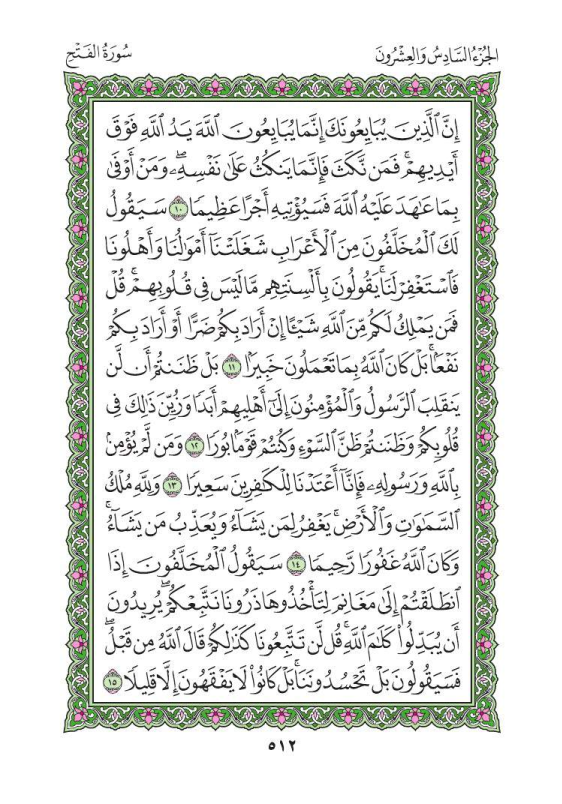 الجُزْءُ السَّادِسُ وَالعِشْرُونَ
سُورَةُ الفَتْحِ
إِنَّ ٱلَّذِينَ يُبَايِعُونَكَ إِنَّمَا يُبَايِعُونَ ٱللَّهَ يَدُ ٱللَّهِ فَوْقَ
أَيْدِيهِمْۚ فَمَن نَّكَثَ فَإِنَّمَا يَنكُثُ عَلَىٰ نَفْسِهِۦۖ وَمَنْ أَوْفَىٰ
بِمَا عَٰهَدَ عَلَيْهُ ٱللَّهَ فَسَيُؤْتِيهِ أَجْرًا عَظِيمًا ١٠ سَيَقُولُ
لَكَ ٱلْمُخَلَّفُونَ مِنَ ٱلْأَعْرَابِ شَغَلَتْنَآ أَمْوَٰلُنَا وَأَهْلُونَا
فَٱسْتَغْفِرْ لَنَاۚ يَقُولُونَ بِأَلْسِنَتِهِم مَّا لَيْسَ فِى قُلُوبِهِمْۚ قُلْ
فَمَن يَمْلِكُ لَكُم مِّنَ ٱللَّهِ شَيْـًٔا إِنْ أَرَادَ بِكُمْ ضَرًّا أَوْ أَرَادَ بِكُمْ
نَفْعًۢاۚ بَلْ كَانَ ٱللَّهُ بِمَا تَعْمَلُونَ خَبِيرًۢا ١١ بَلْ ظَنَنتُمْ أَن لَّن
يَنقَلِبَ ٱلرَّسُولُ وَٱلْمُؤْمِنُونَ إِلَىٰٓ أَهْلِيهِمْ أَبَدًا وَزُيِّنَ ذَٰلِكَ فِى
قُلُوبِكُمْ وَظَنَنتُمْ ظَنَّ ٱلسَّوْءِ وَكُنتُمْ قَوْمًۢا بُورًا ١٢ وَمَن لَّمْ يُؤْمِنۢ
بِٱللَّهِ وَرَسُولِهِۦ فَإِنَّآ أَعْتَدْنَا لِلْكَٰفِرِينَ سَعِيرًا ١٣ وَلِلَّهِ مُلْكُ
ٱلسَّمَٰوَٰتِ وَٱلْأَرْضِۚ يَغْفِرُ لِمَن يَشَآءُ وَيُعَذِّبُ مَن يَشَآءُۚ
وَكَانَ ٱللَّهُ غَفُورًا رَّحِيمًا ١٤ سَيَقُولُ ٱلْمُخَلَّفُونَ إِذَا
ٱنطَلَقْتُمْ إِلَىٰ مَغَانِمَ لِتَأْخُذُوهَا ذَرُونَا نَتَّبِعْكُمْۖ يُرِيدُونَ
أَن يُبَدِّلُوا۟ كَلَٰمَ ٱللَّهِۚ قُل لَّن تَتَّبِعُونَا كَذَٰلِكُمْ قَالَ ٱللَّهُ مِن قَبْلُۖ
فَسَيَقُولُونَ بَلْ تَحْسُدُونَنَاۚ بَلْ كَانُوا۟ لَا يَفْقَهُونَ إِلَّا قَلِيلًا ١٥
٥١٢